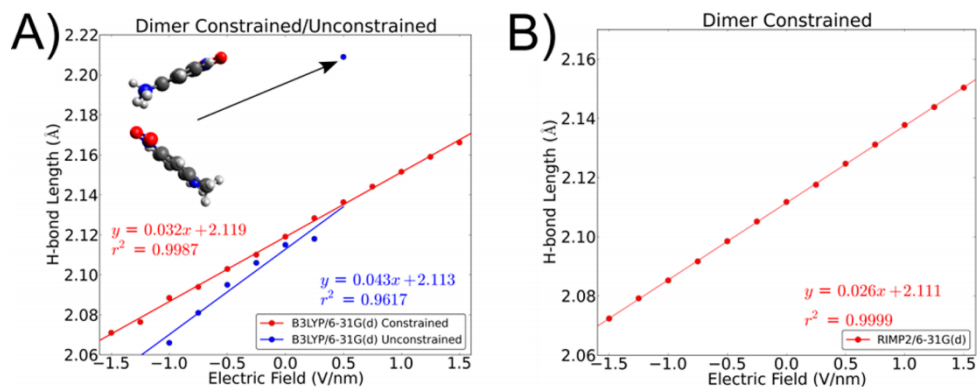 A)
Dimer Constrained/Unconstrained
2.22
2.20
2.18
2.16
2.14
2.12
2.10
2.08
2.06
H-bond Length (Å)
y = 0.032x+2.119
r² = 0.9987
y = 0.043x+2.113
r² = 0.9617
B3LYP/6-31G(d) Constrained
B3LYP/6-31G(d) Unconstrained
−1.5 −1.0 −0.5 0.0 0.5 1.0 1.5
Electric Field (V/nm)
B)
Dimer Constrained
2.16
2.14
2.12
2.10
2.08
2.06
H-bond Length (Å)
y = 0.026x+2.111
r² = 0.9999
RIMP2/6-31G(d)
−1.5 −1.0 −0.5 0.0 0.5 1.0 1.5
Electric Field (V/nm)